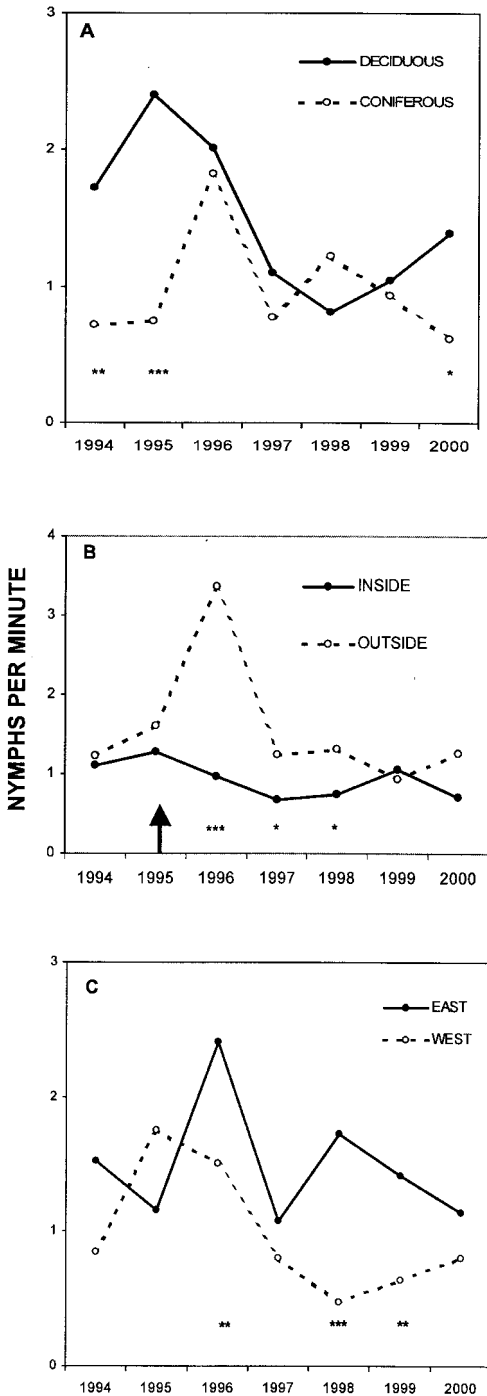 NYMPHS PER MINUTE
3
A
DECIDUOUS
CONIFEROUS
2
1
** *** *
0
1994 1995 1996 1997 1998 1999 2000
4
B
INSIDE
3
OUTSIDE
2
1
*** * *
0
1994 1995 1996 1997 1998 1999 2000
3
C
EAST
WEST
2
1
** *** **
0
1994 1995 1996 1997 1998 1999 2000